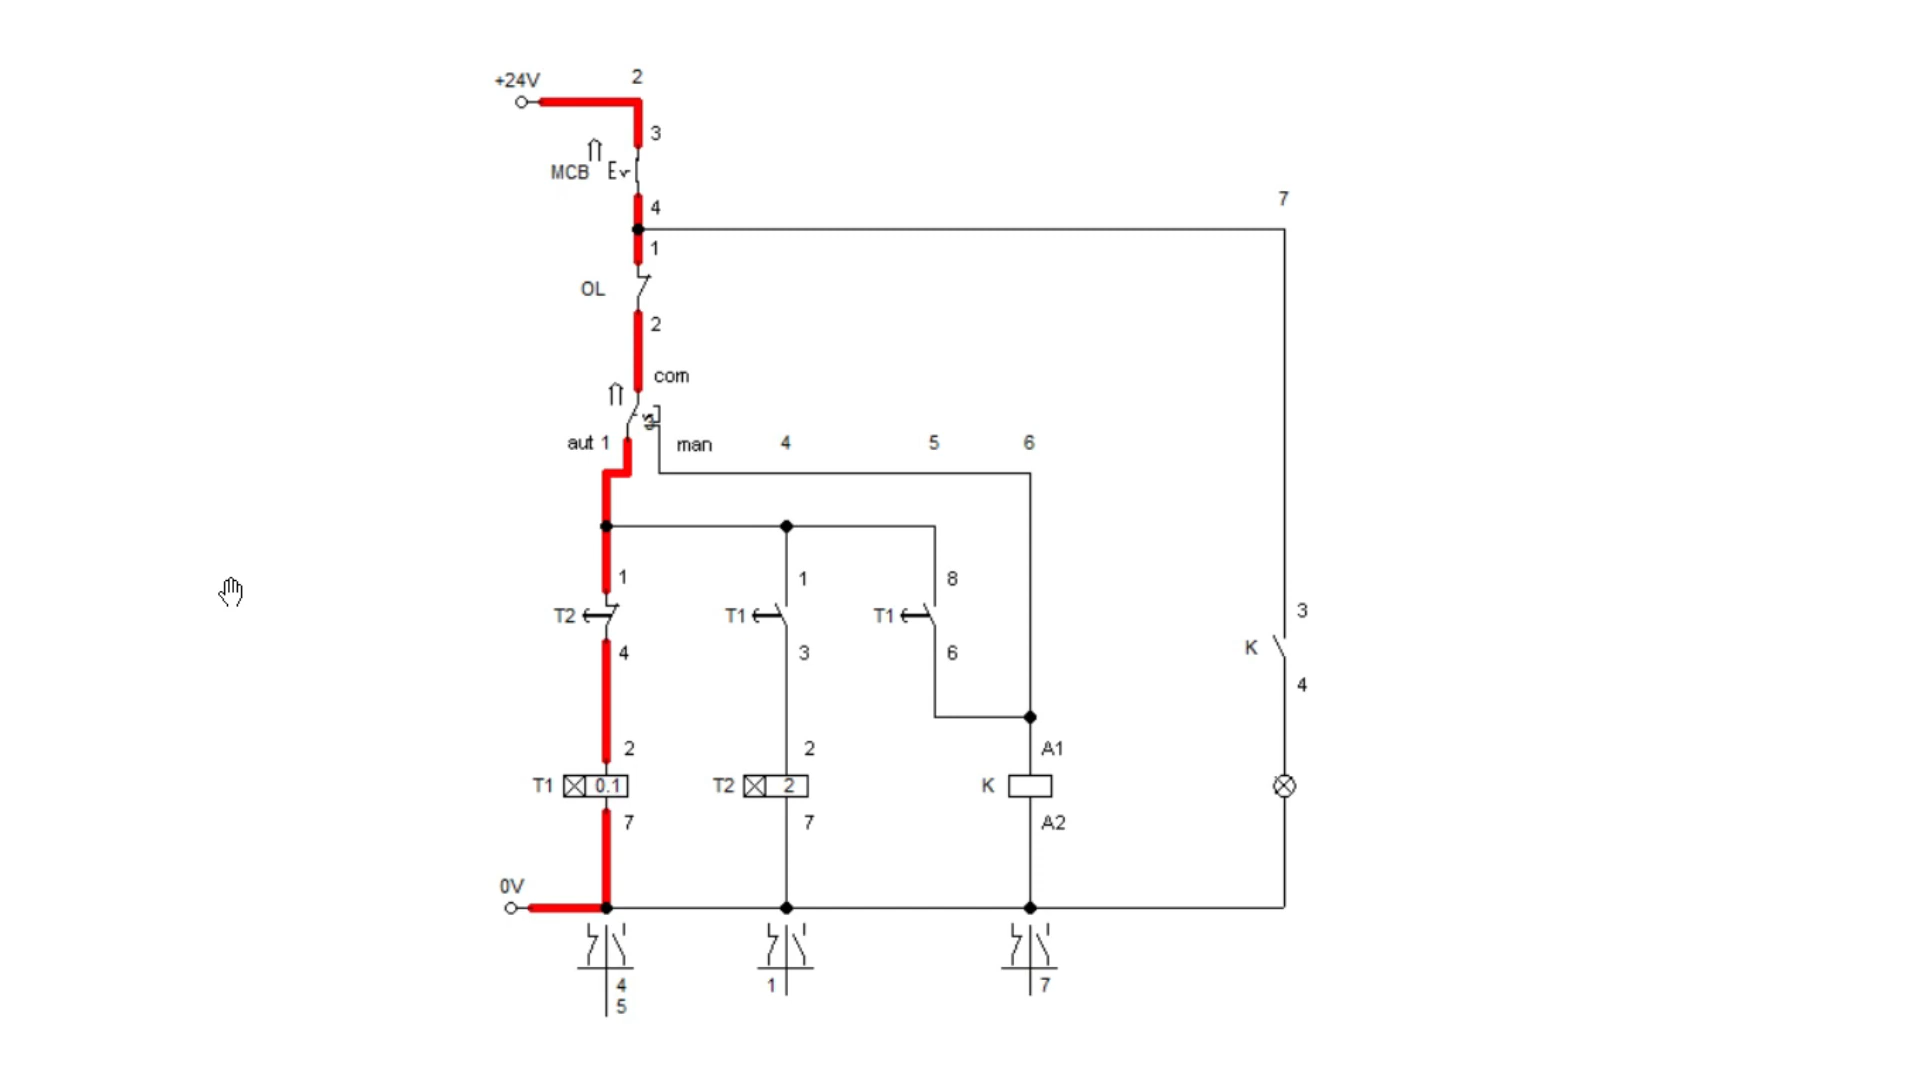 +24V 2
3
MCB
4
7
1
OL
2
com
aut 1 man 4 5 6
1 1 8
T2 T1 T1
3
4 3 6
K
4
2 2 A1
T1 0.1 T2 2 K
7 7 A2
0V
4 1 7
5